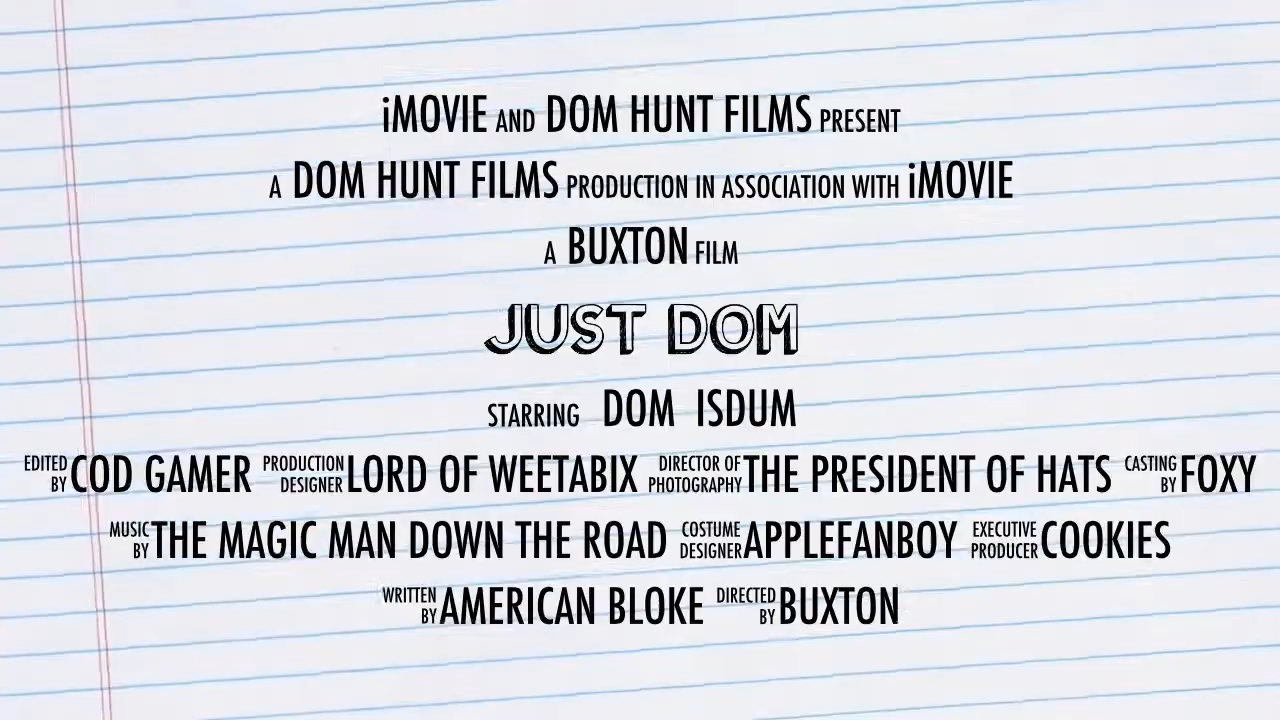 iMOVIE AND DOM HUNT FILMS PRESENT
A DOM HUNT FILMS PRODUCTION IN ASSOCIATION WITH iMOVIE
A BUXTON FILM
JUST DOM
STARRING DOM ISDUM
EDITED BY COD GAMER PRODUCTION DESIGNER LORD OF WEETABIX DIRECTOR OF PHOTOGRAPHY THE PRESIDENT OF HATS CASTING BY FOXY
MUSIC BY THE MAGIC MAN DOWN THE ROAD COSTUME DESIGNER APPLEFANBOY EXECUTIVE PRODUCER COOKIES
WRITTEN BY AMERICAN BLOKE DIRECTED BY BUXTON